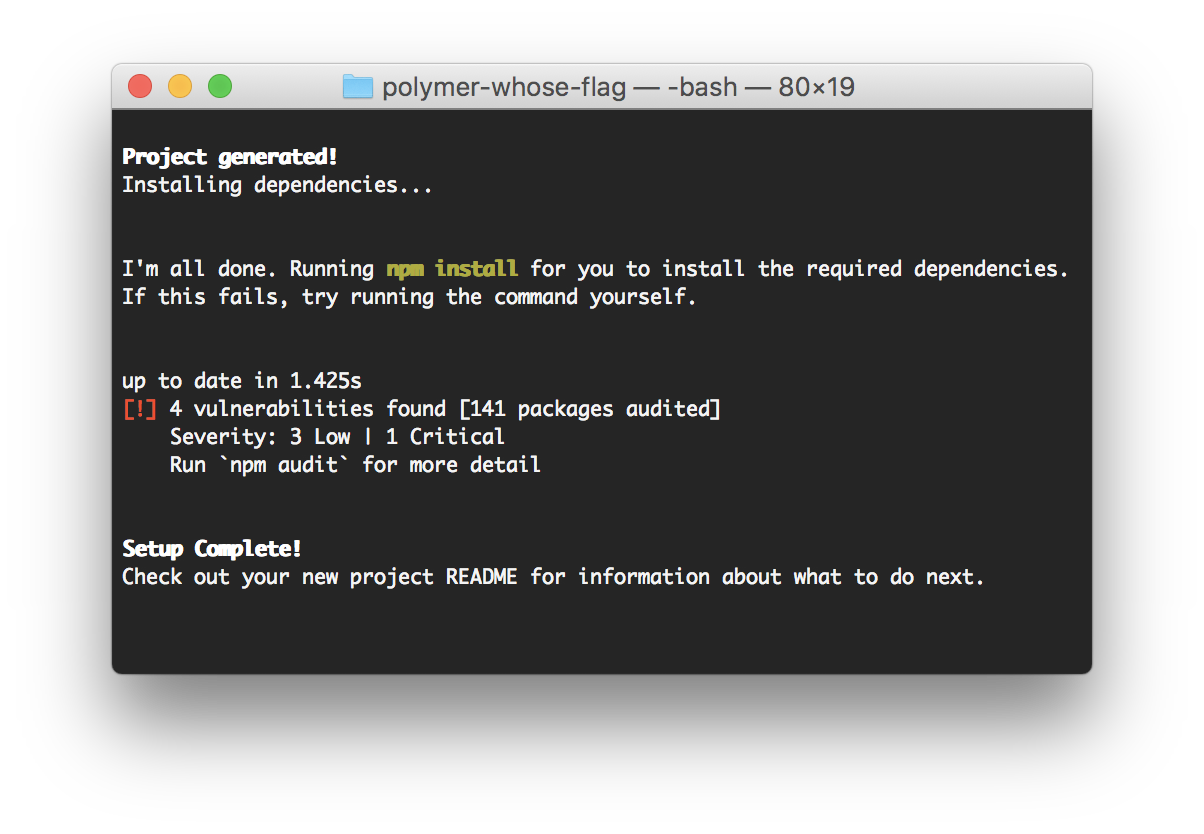 polymer-whose-flag — -bash — 80×19
Project generated!
Installing dependencies...
I'm all done. Running npm install for you to install the required dependencies.
If this fails, try running the command yourself.
up to date in 1.425s
[!] 4 vulnerabilities found [141 packages audited]
Severity: 3 Low | 1 Critical
Run `npm audit` for more detail
Setup Complete!
Check out your new project README for information about what to do next.